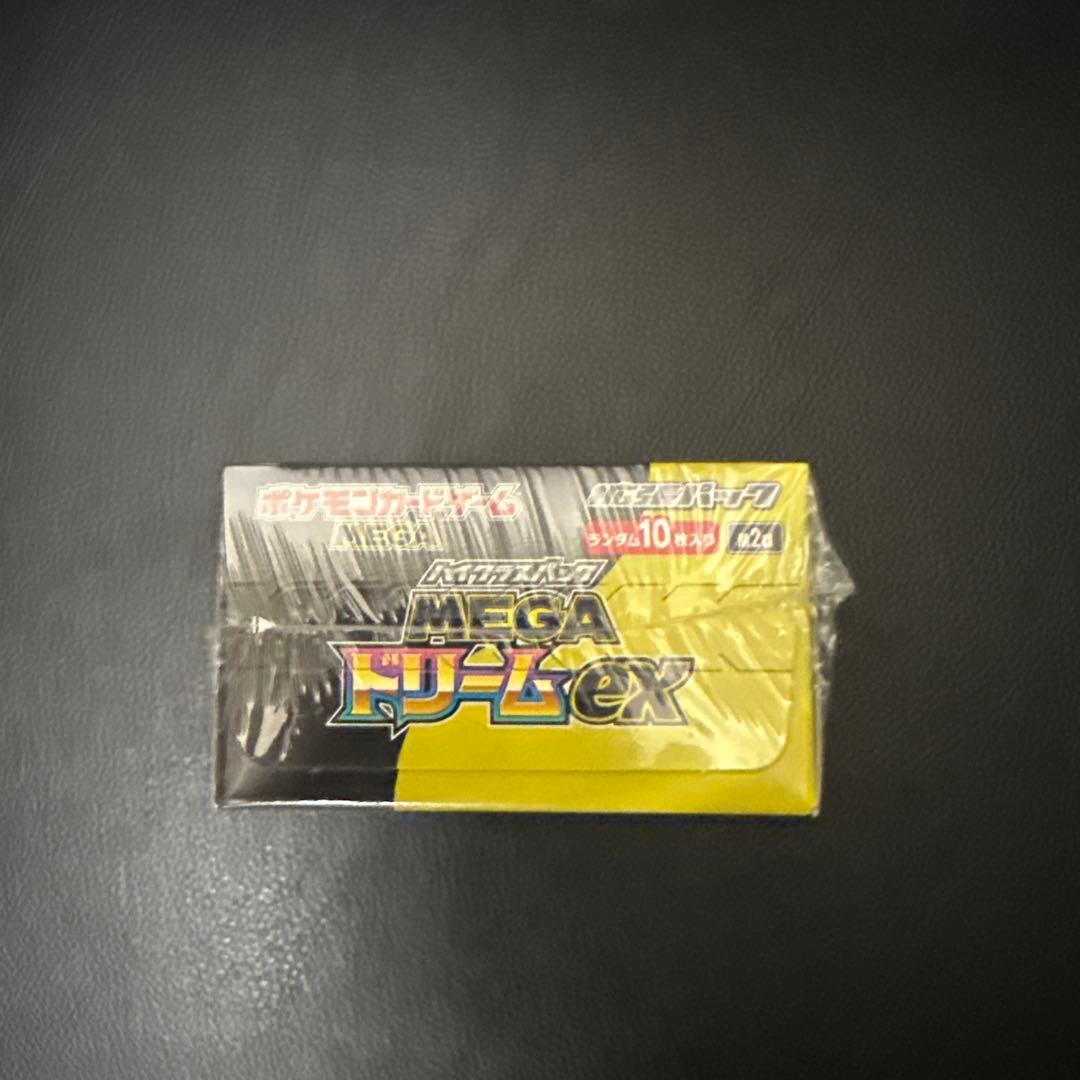 ポケモンカードゲーム
MEGA
拡張パック
ランダム10枚入り
m2a
ハイクラスパック
MEGA
ドリームex